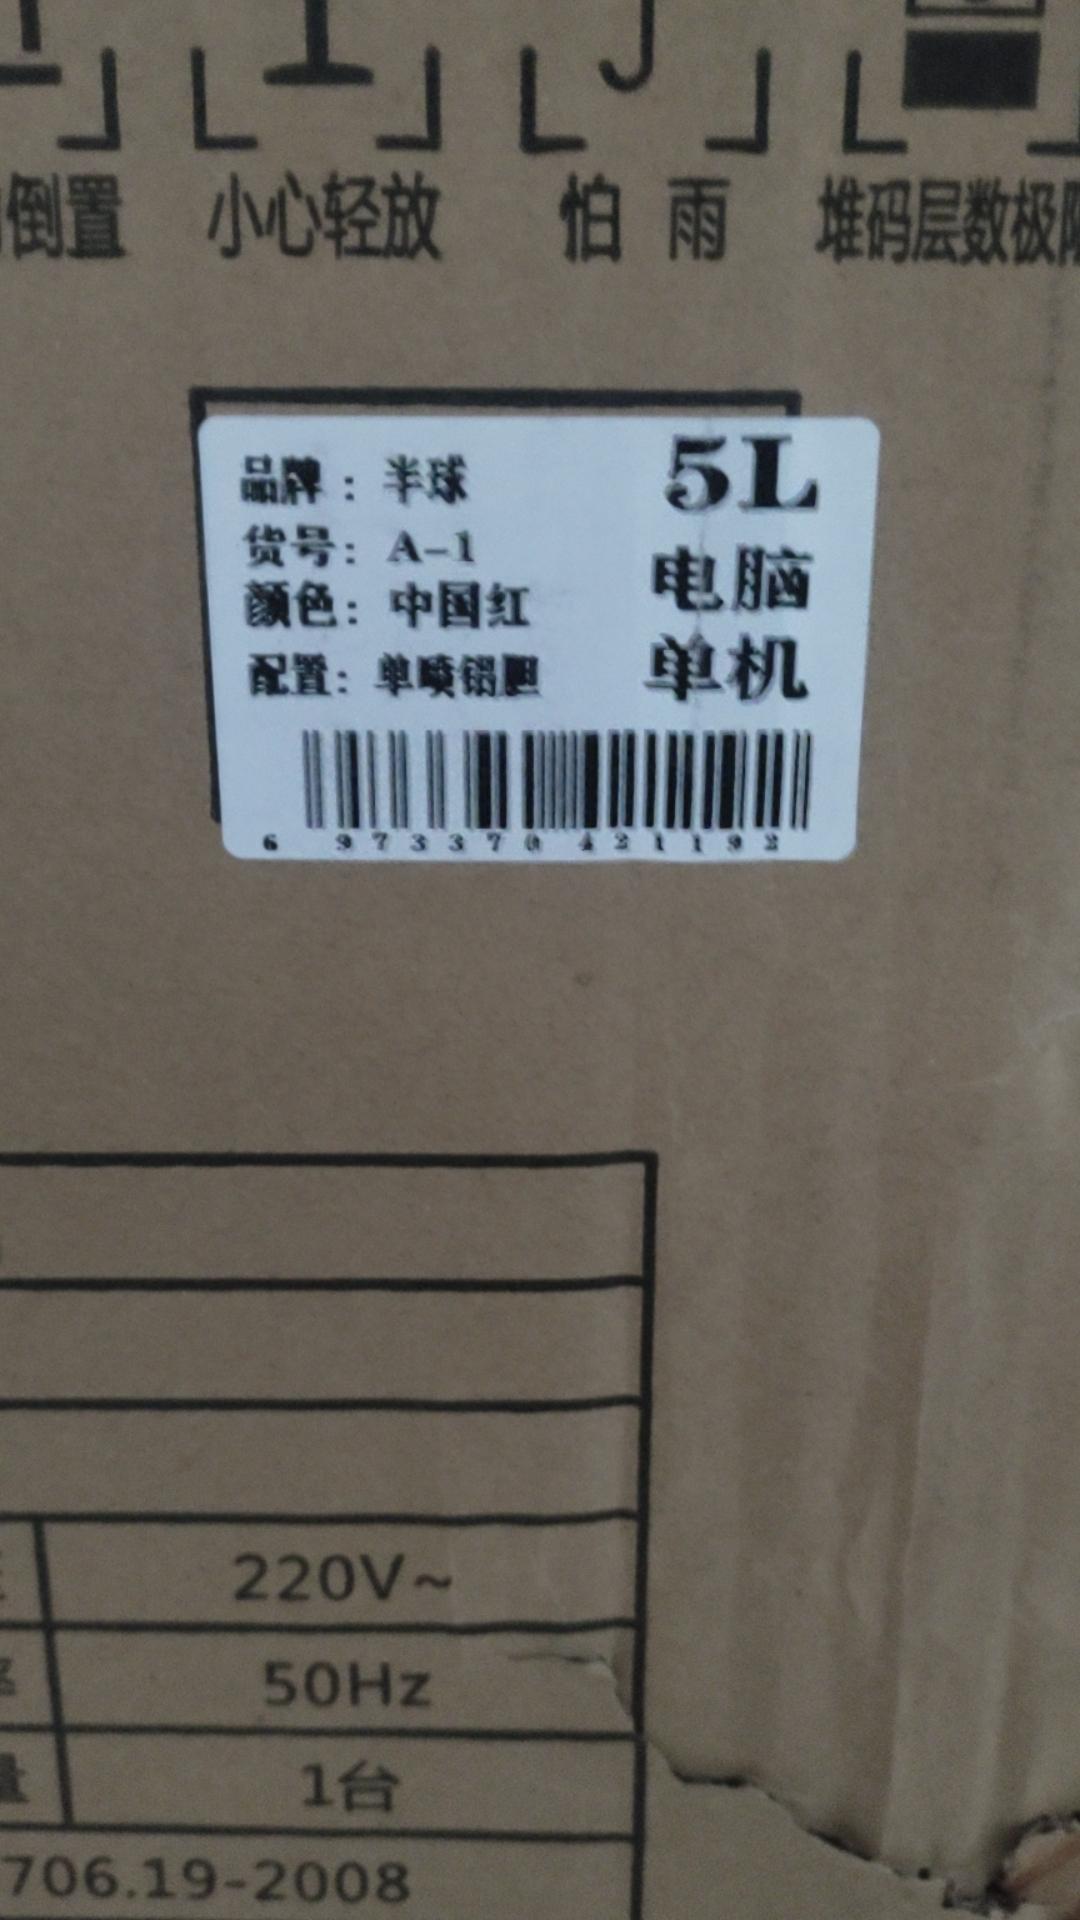 倒置 小心轻放 怕 雨 堆码层数极限
品牌：半球
货号：A-1
颜色：中国红
配置：单喷铝胆
5L
电脑
单机
6 973370 421192
220V~
50Hz
量 1台
706.19-2008